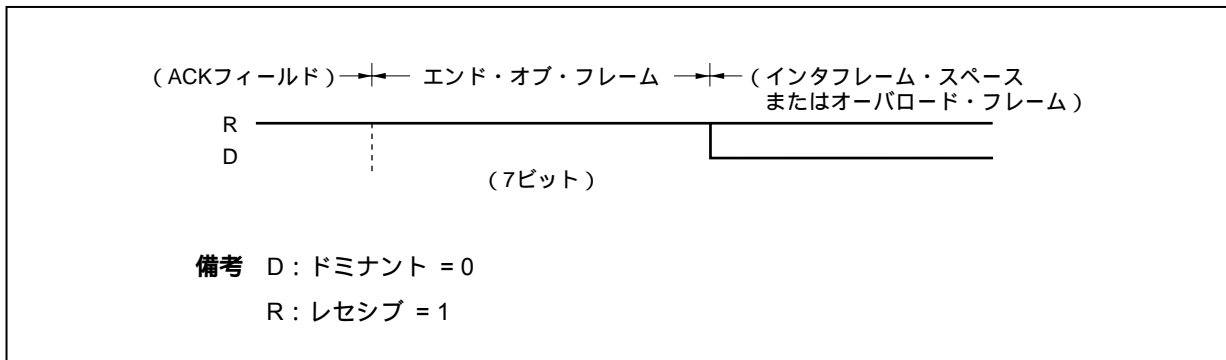 （ACKフィールド） エンド・オブ・フレーム （インタフレーム・スペース
またはオーバロード・フレーム）
R
D
（7ビット）
備考 D：ドミナント = 0
R：レセシブ = 1